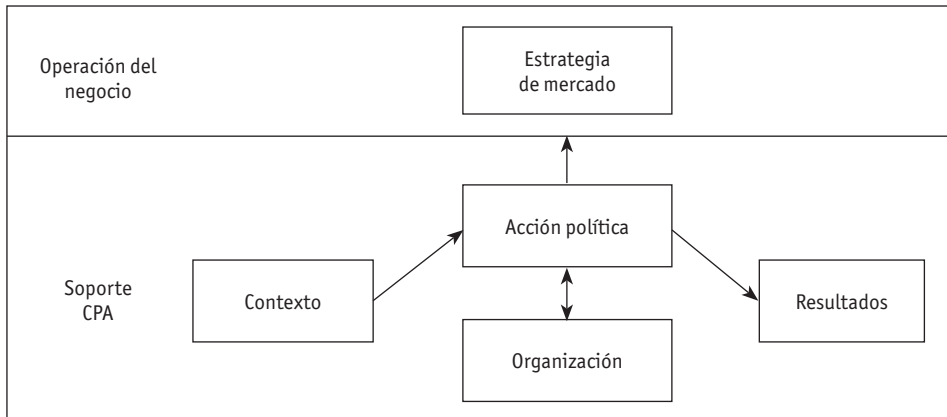 Operación del
negocio
Estrategia
de mercado
Acción política
Soporte
CPA
Contexto
Resultados
Organización